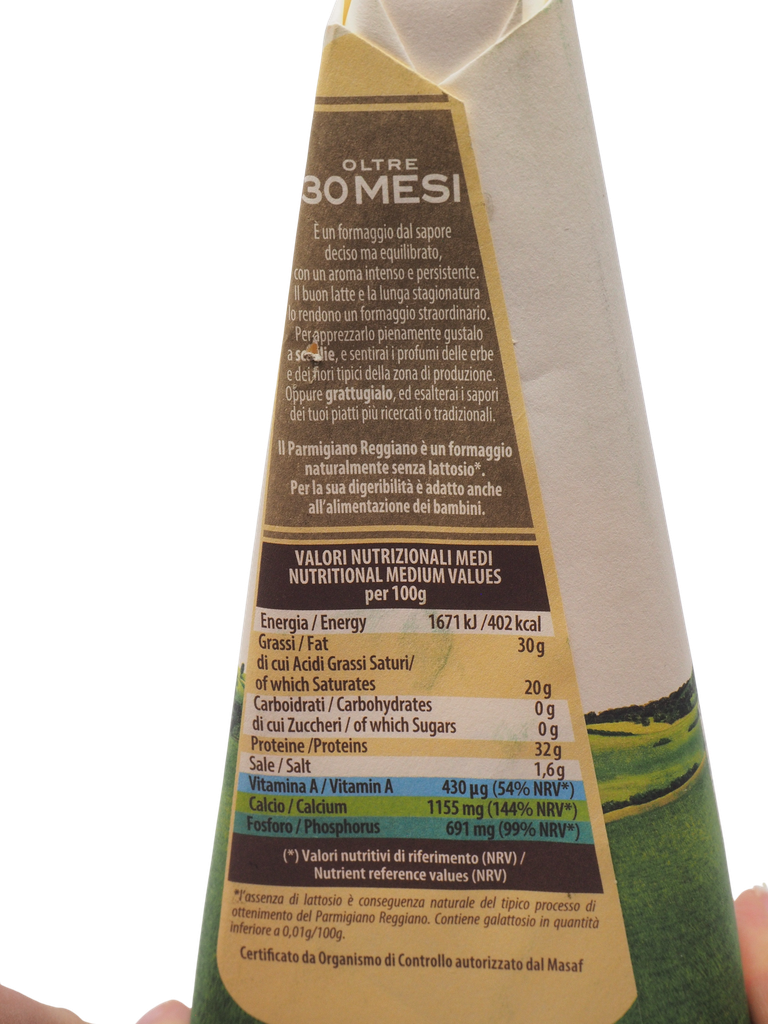 OLTRE
30 MESI
È un formaggio dal sapore
deciso ma equilibrato,
con un aroma intenso e persistente.
Il buon latte e la lunga stagionatura
lo rendono un formaggio straordinario.
Per apprezzarlo pienamente gustalo
a, e sentirai i profumi delle erbe
e dei fiori tipici della zona di produzione.
Oppure grattugialo, ed esalterai i sapori
dei tuoi piatti più ricercati o tradizionali.
Il Parmigiano Reggiano è un formaggio
naturalmente senza lattosio*.
Per la sua digeribilità è adatto anche
all'alimentazione dei bambini.
VALORI NUTRIZIONALI MEDI
NUTRITIONAL MEDIUM VALUES
per 100g
Energia / Energy 1671 kJ /402 kcal
Grassi / Fat 30 g
di cui Acidi Grassi Saturi/
of which Saturates 20 g
Carboidrati / Carbohydrates 0 g
di cui Zuccheri / of which Sugars 0 g
Proteine /Proteins 32 g
Sale / Salt 1,6 g
Vitamina A / Vitamin A 430 µg (54% NRV*)
Calcio / Calcium 1155 mg (144% NRV*)
Fosforo / Phosphorus 691 mg (99% NRV*)
(*) Valori nutritivi di riferimento (NRV) /
Nutrient reference values (NRV)
*l'assenza di lattosio è conseguenza naturale del tipico processo di
ottenimento del Parmigiano Reggiano. Contiene galattosio in quantità
inferiore a 0,01g/100g.
Certificato da Organismo di Controllo autorizzato dal Masaf